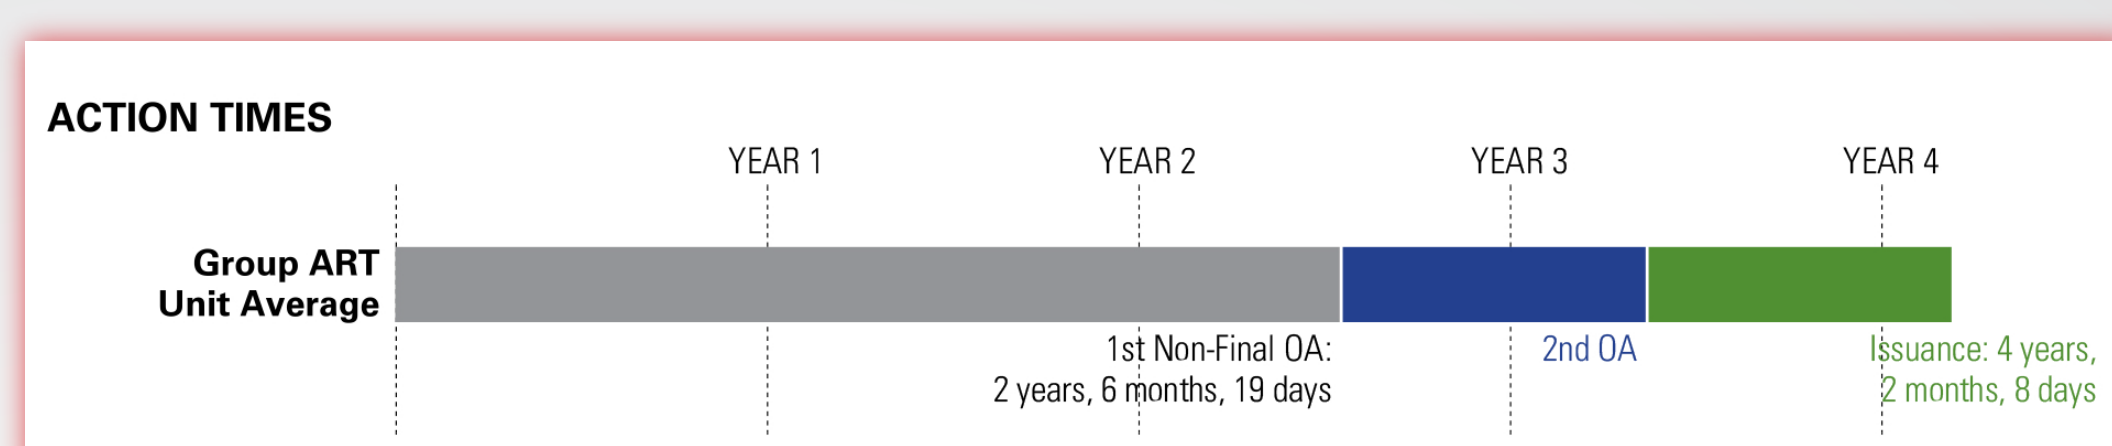 ACTION TIMES
YEAR 1
YEAR 2
YEAR 3
YEAR 4
Group ART
Unit Average
1st Non-Final OA:
2 years, 6 months, 19 days
2nd OA
Issuance: 4 years,
2 months, 8 days